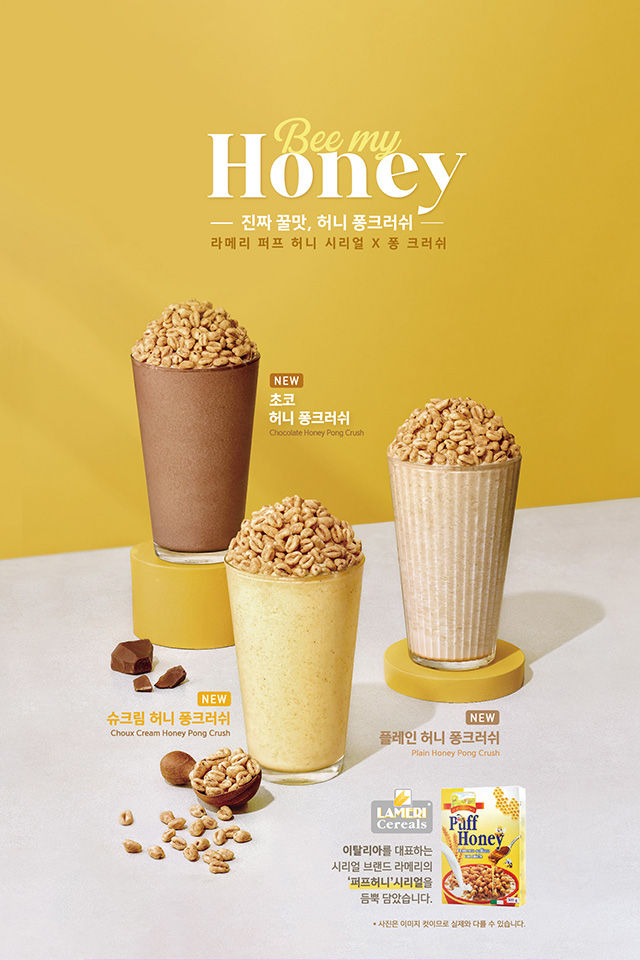 Bee my
Honey
진짜 꿀맛, 허니 퐁크러쉬
라메리 퍼프 허니 시리얼 X 퐁 크러쉬
NEW
초코
허니 퐁크러쉬
Chocolate Honey Pong Crush
NEW
슈크림 허니 퐁크러쉬
Choux Cream Honey Pong Crush
NEW
플레인 허니 퐁크러쉬
Plain Honey Pong Crush
LAMERI
Cereals
Puff
Honey
이탈리아를 대표하는
시리얼 브랜드 라메리의
'퍼프허니'시리얼을
듬뿍 담았습니다.
* 사진은 이미지 컷이므로 실제와 다를 수 있습니다.